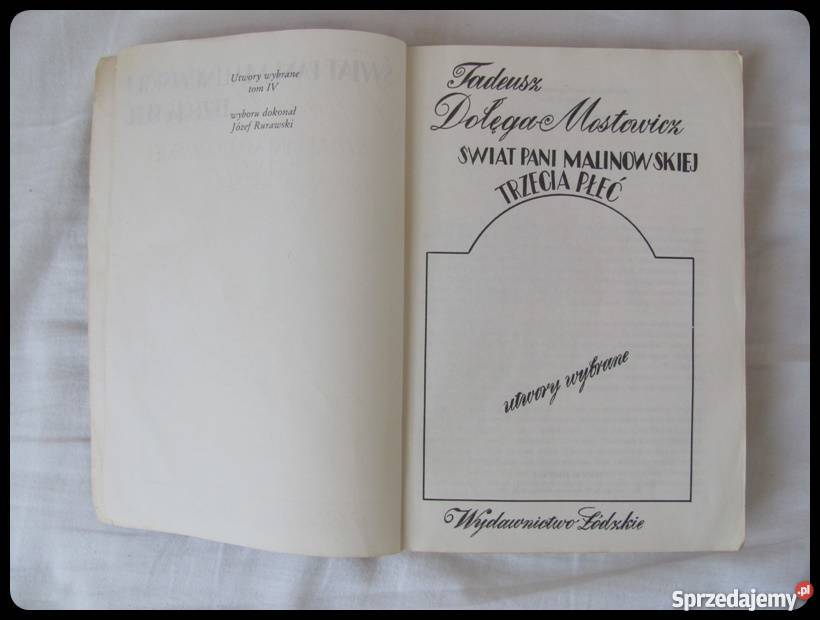 Utwory wybrane
tom IV
wyboru dokonał
Józef Rurawski
Tadeusz
Dołęga-Mostowicz
ŚWIAT PANI MALINOWSKIEJ
TRZECIA PŁEĆ
utwory wybrane
Wydawnictwo Łódzkie
Sprzedajemy.pl